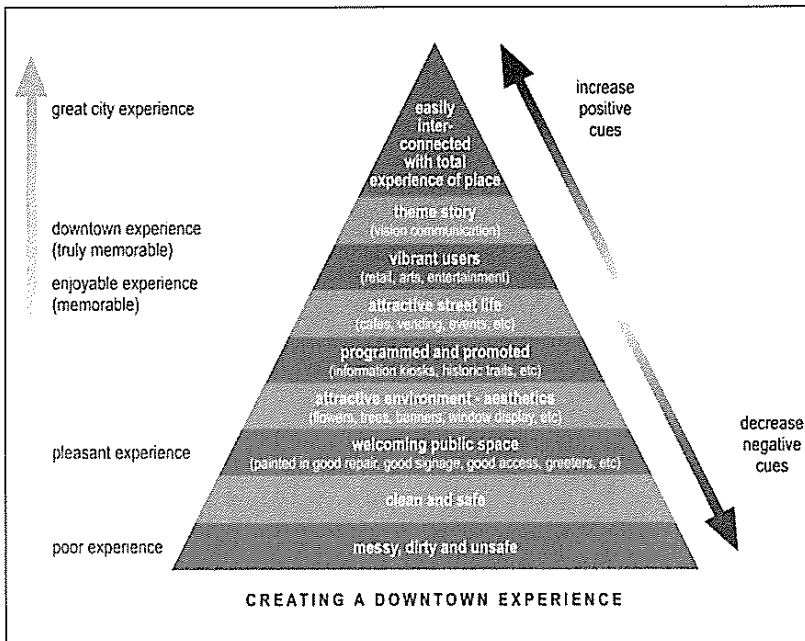 great city experience
downtown experience
(truly memorable)
enjoyable experience
(memorable)
pleasant experience
poor experience
easily
inter-
connected
with total
experience of place
theme story
(vision communication)
vibrant users
(retail, arts, entertainment)
attractive street life
(cafes, vending, events, etc)
programmed and promoted
(information kiosks, historic trails, etc)
attractive environment - aesthetics
(flowers, trees, banners, window display, etc)
welcoming public space
(painted in good repair, good signage, good access, greeters, etc)
clean and safe
messy, dirty and unsafe
increase
positive
cues
decrease
negative
cues
CREATING A DOWNTOWN EXPERIENCE